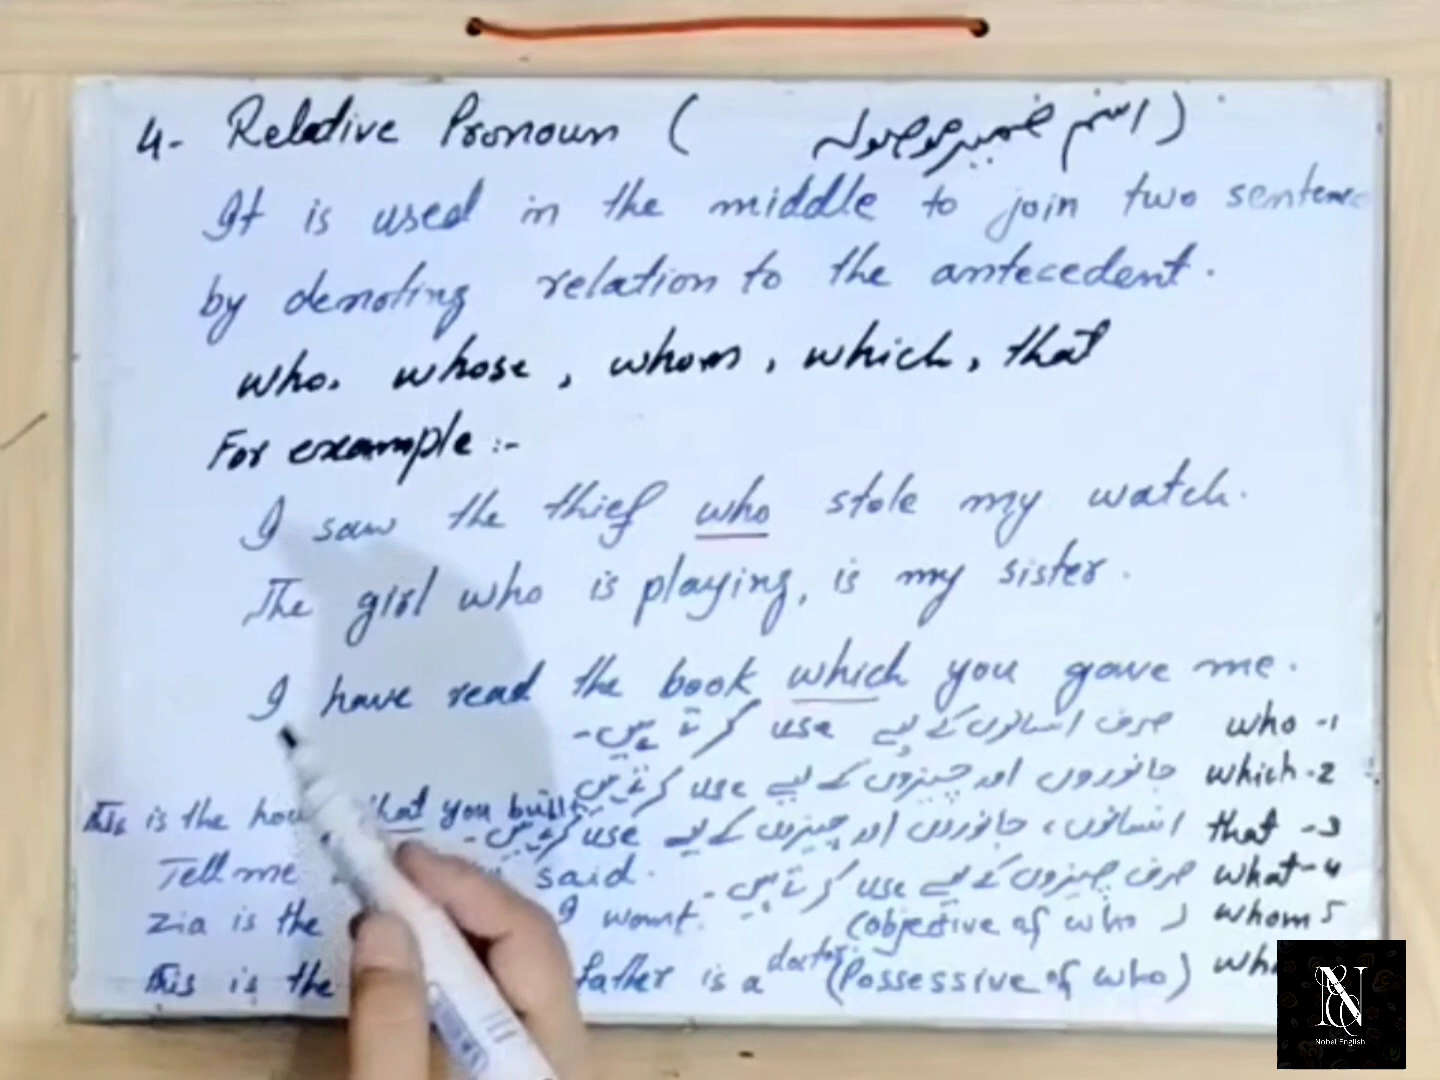 4- Relative Pronoun ( اسم ضمیر موصولہ )
It is used in the middle to join two sentence
by denoting relation to the antecedent.
who. whose, whom, which, that
For example :-
I saw the thief who stole my watch.
The girl who is playing, is my sister.
I have read the book which you gave me.
who -1 صرف انسانوں کے لیے use کرتے ہیں۔
which -2 جانوروں اور چیزوں کے لیے use کرتے ہیں
This is the that you built.
that -3 انسانوں، جانوروں اور چیزوں کے لیے use کرتے ہیں۔
Tell me said.
what-4 صرف چیزوں کے لیے use کرتے ہیں۔
Zia is the I want. (objective of who) whom 5
This is the father is a doctor. (Possessive of who)
N
Nobel English